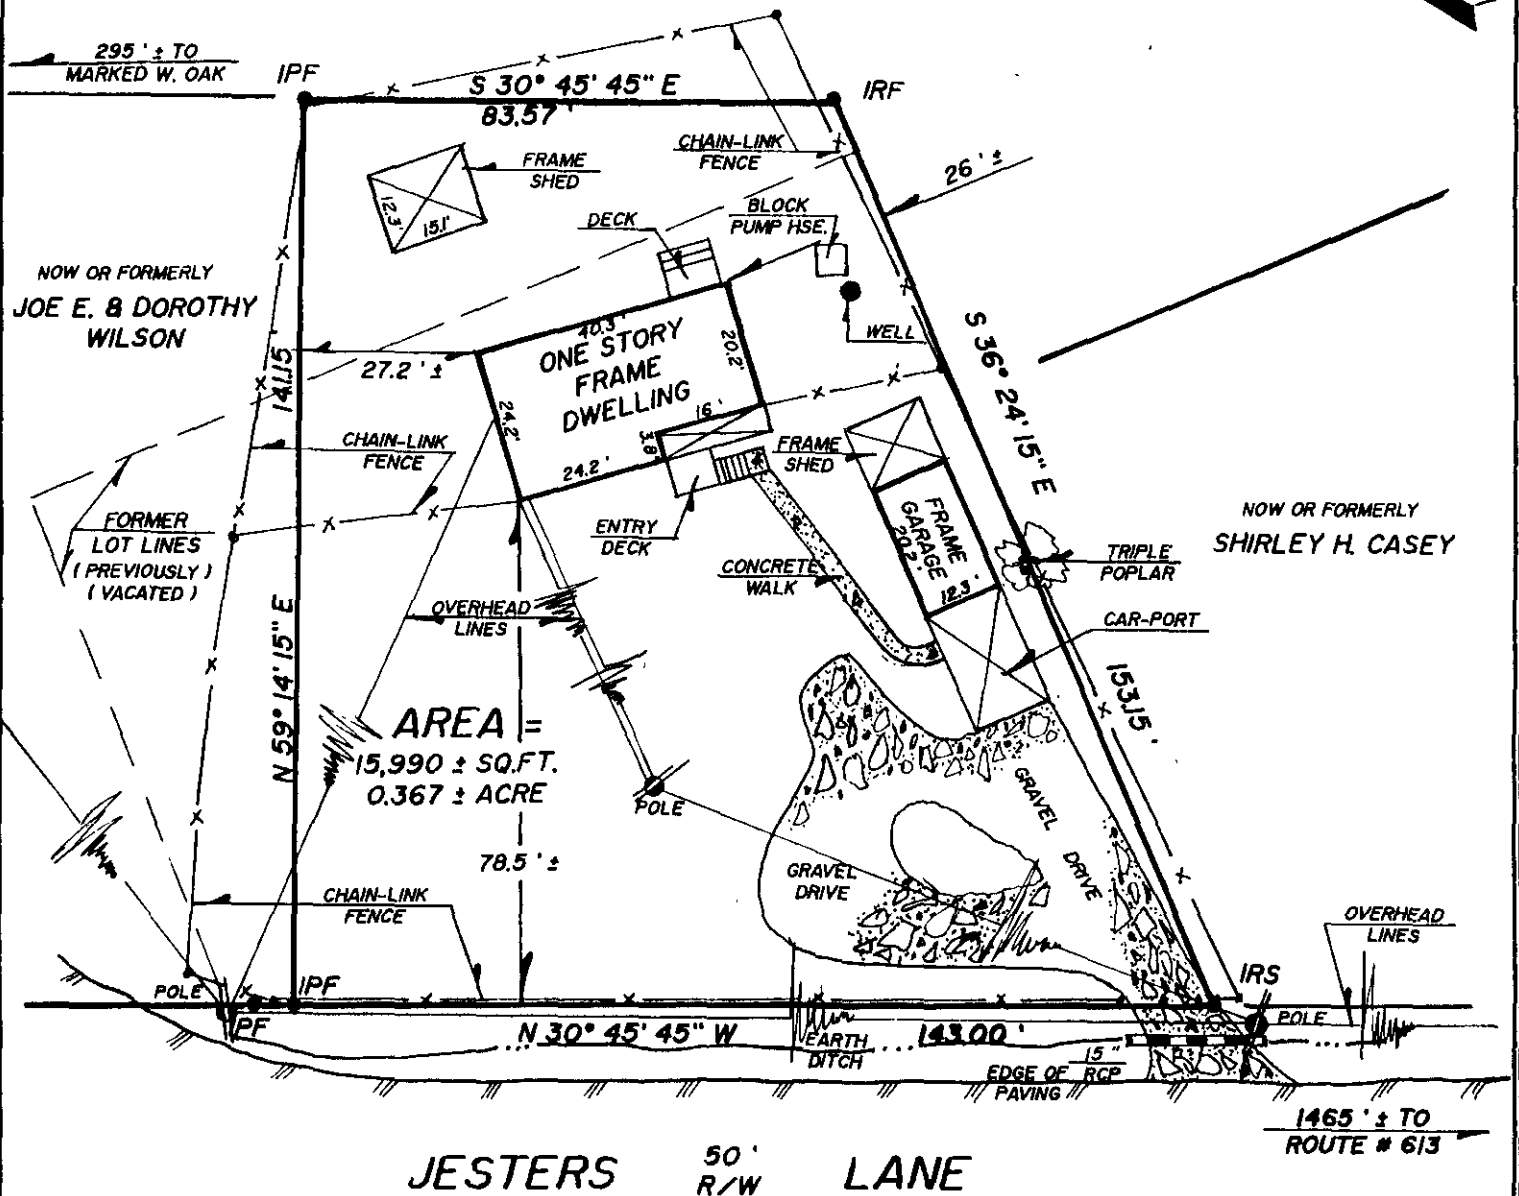 295 ' ± TO
MARKED W. OAK
IPF
S 30° 45' 45" E
83.57 '
IRF
CHAIN-LINK
FENCE
26 ' ±
FRAME
SHED
12.3'
15.1'
DECK
BLOCK
PUMP HSE.
NOW OR FORMERLY
JOE E. & DOROTHY
WILSON
141.15'
N 59° 14' 15" E
27.2 ' ±
40.3 '
ONE STORY
FRAME
DWELLING
20.2'
24.2'
16 '
3.8'
24.2 '
WELL
S 36° 24' 15" E
153.15 '
CHAIN-LINK
FENCE
FRAME
SHED
FORMER
LOT LINES
( PREVIOUSLY )
( VACATED )
ENTRY
DECK
FRAME
GARAGE
20.2'
12.3'
NOW OR FORMERLY
SHIRLEY H. CASEY
TRIPLE
POPLAR
CONCRETE
WALK
OVERHEAD
LINES
CAR-PORT
AREA =
15,990 ± SQ.FT.
0.367 ± ACRE
POLE
GRAVEL
DRIVE
78.5 ' ±
GRAVEL
DRIVE
CHAIN-LINK
FENCE
OVERHEAD
LINES
POLE
IPF
PF
IRS
POLE
N 30° 45' 45" W
143.00 '
EARTH
DITCH
15 "
RCP
EDGE OF
PAVING
1465 ' ± TO
ROUTE # 613
JESTERS 50 ' R/W LANE